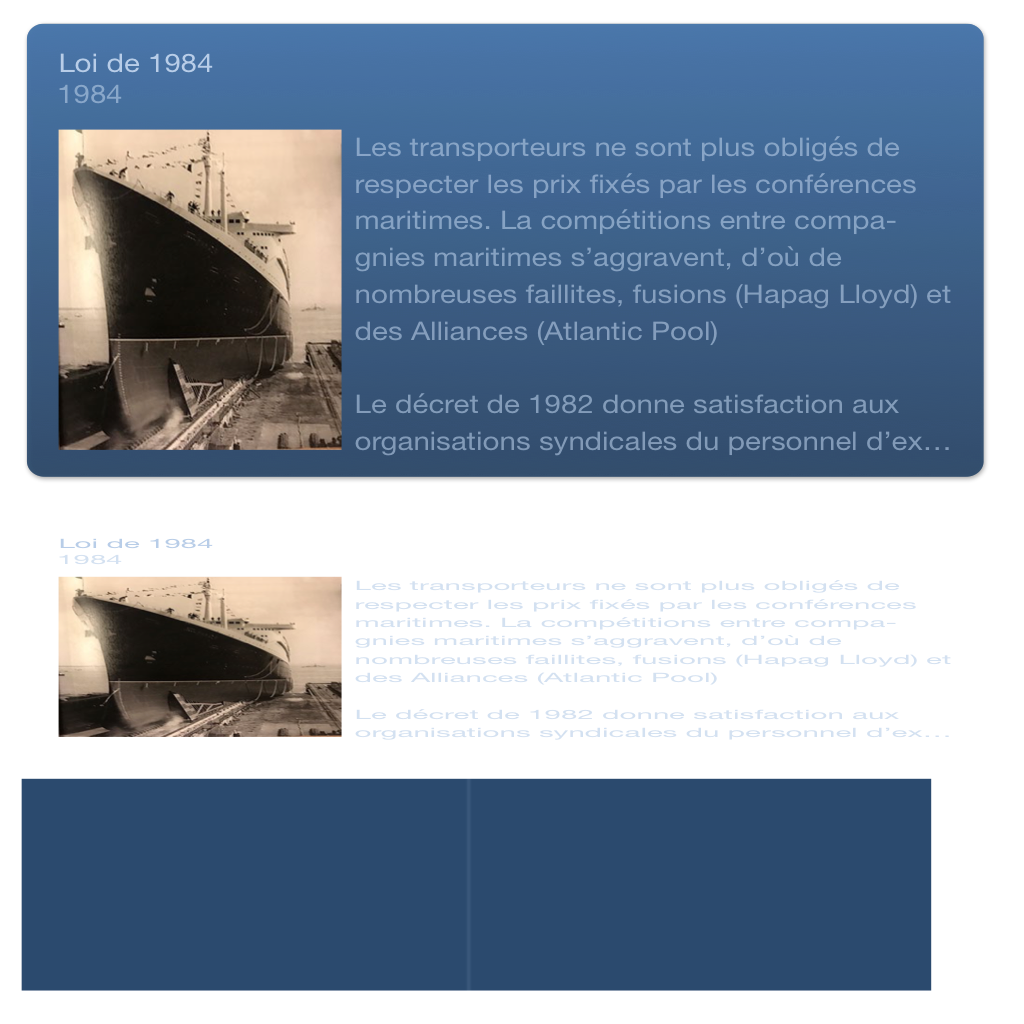 Loi de 1984
1984
Les transporteurs ne sont plus obligés de
respecter les prix fixés par les conférences
maritimes. La compétitions entre compa-
gnies maritimes s’aggravent, d’où de
nombreuses faillites, fusions (Hapag Lloyd) et
des Alliances (Atlantic Pool)
Le décret de 1982 donne satisfaction aux
organisations syndicales du personnel d’ex…
Loi de 1984
1984
Les transporteurs ne sont plus obligés de
respecter les prix fixés par les conférences
maritimes. La compétitions entre compa-
gnies maritimes s’aggravent, d’où de
nombreuses faillites, fusions (Hapag Lloyd) et
des Alliances (Atlantic Pool)
Le décret de 1982 donne satisfaction aux
organisations syndicales du personnel d’ex…